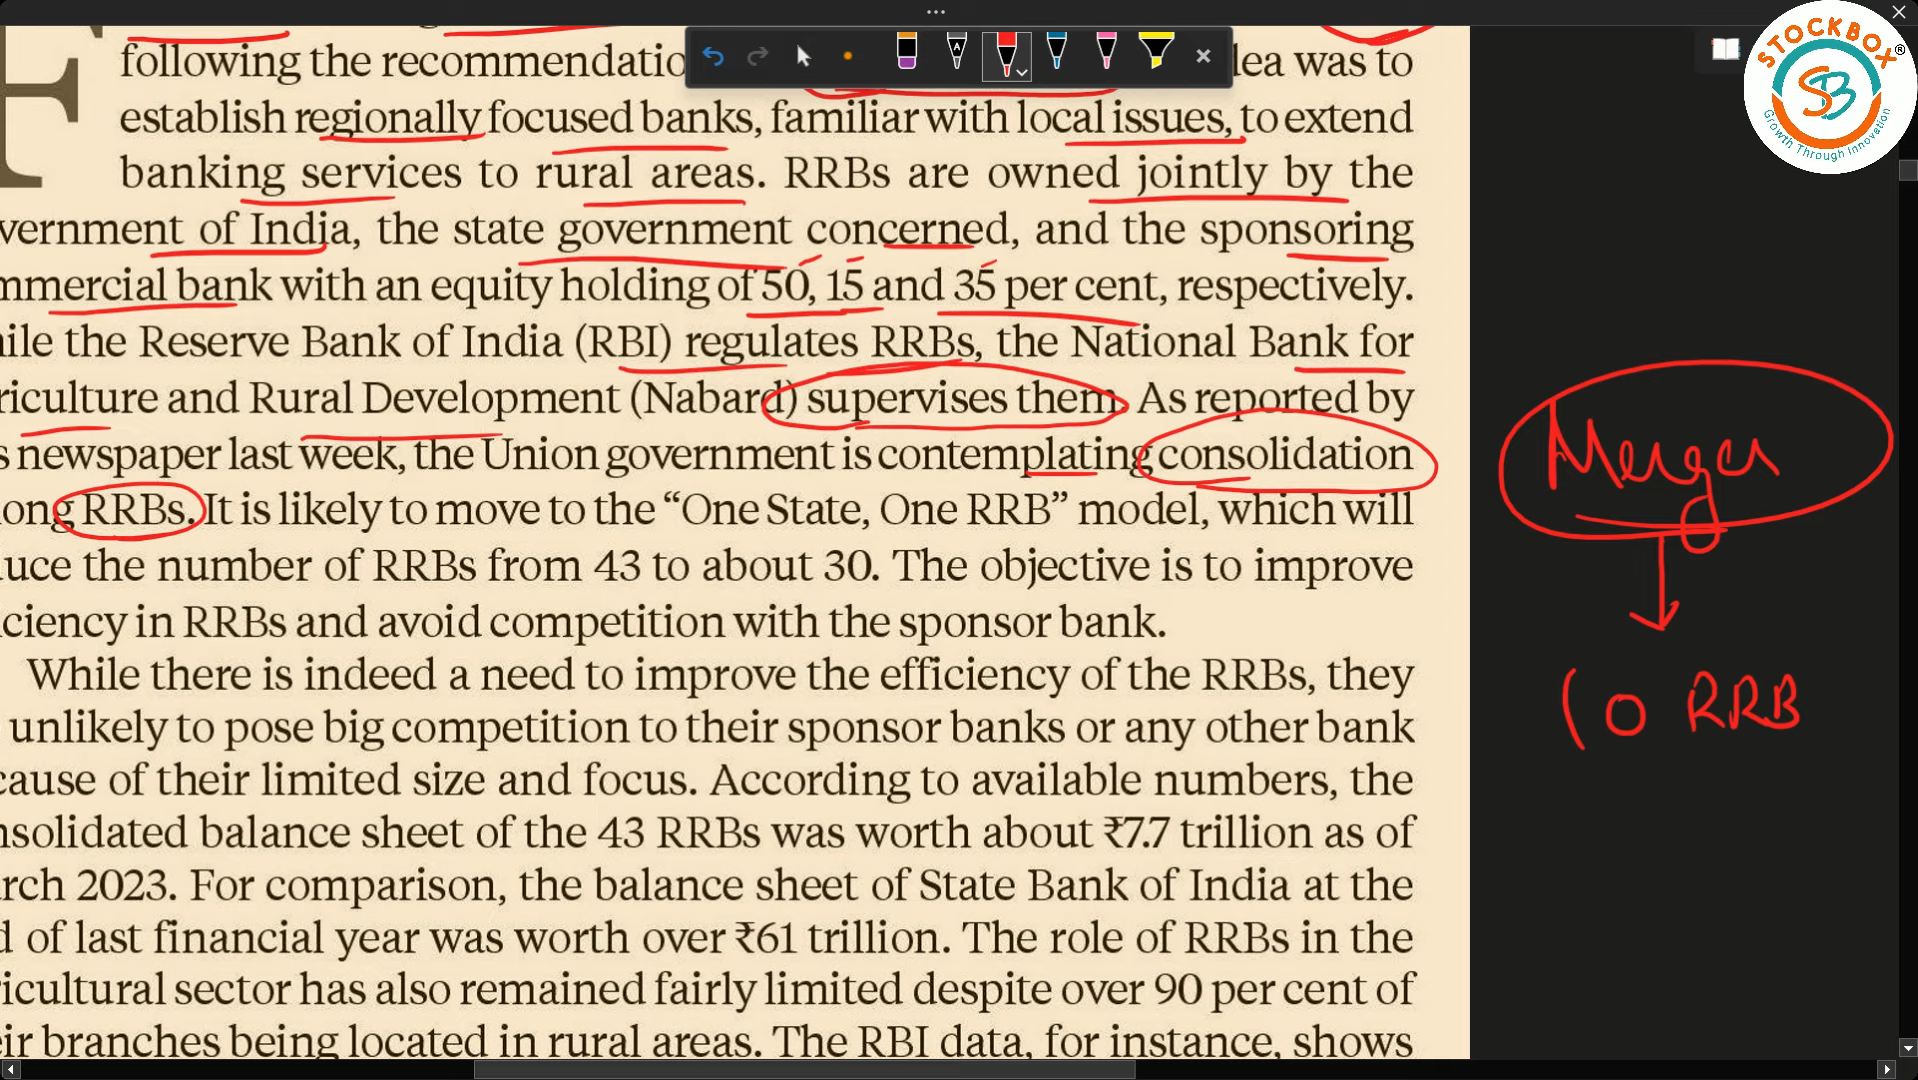 following the recommendatio
lea was to
establish regionally focused banks, familiar with local issues, to extend
banking services to rural areas. RRBs are owned jointly by the
vernment of India, the state government concerned, and the sponsoring
mmercial bank with an equity holding of 50, 15 and 35 per cent, respectively.
ile the Reserve Bank of India (RBI) regulates RRBs, the National Bank for
riculture and Rural Development (Nabard) supervises them. As reported by
s newspaper last week, the Union government is contemplating consolidation
ong RRBs. It is likely to move to the “One State, One RRB” model, which will
uce the number of RRBs from 43 to about 30. The objective is to improve
ciency in RRBs and avoid competition with the sponsor bank.
While there is indeed a need to improve the efficiency of the RRBs, they
unlikely to pose big competition to their sponsor banks or any other bank
cause of their limited size and focus. According to available numbers, the
nsolidated balance sheet of the 43 RRBs was worth about ₹7.7 trillion as of
rch 2023. For comparison, the balance sheet of State Bank of India at the
d of last financial year was worth over ₹61 trillion. The role of RRBs in the
icultural sector has also remained fairly limited despite over 90 per cent of
eir branches being located in rural areas. The RBI data, for instance, shows
STOCKBOX®
SB
Growth Through Innovation
Merger
10 RRB